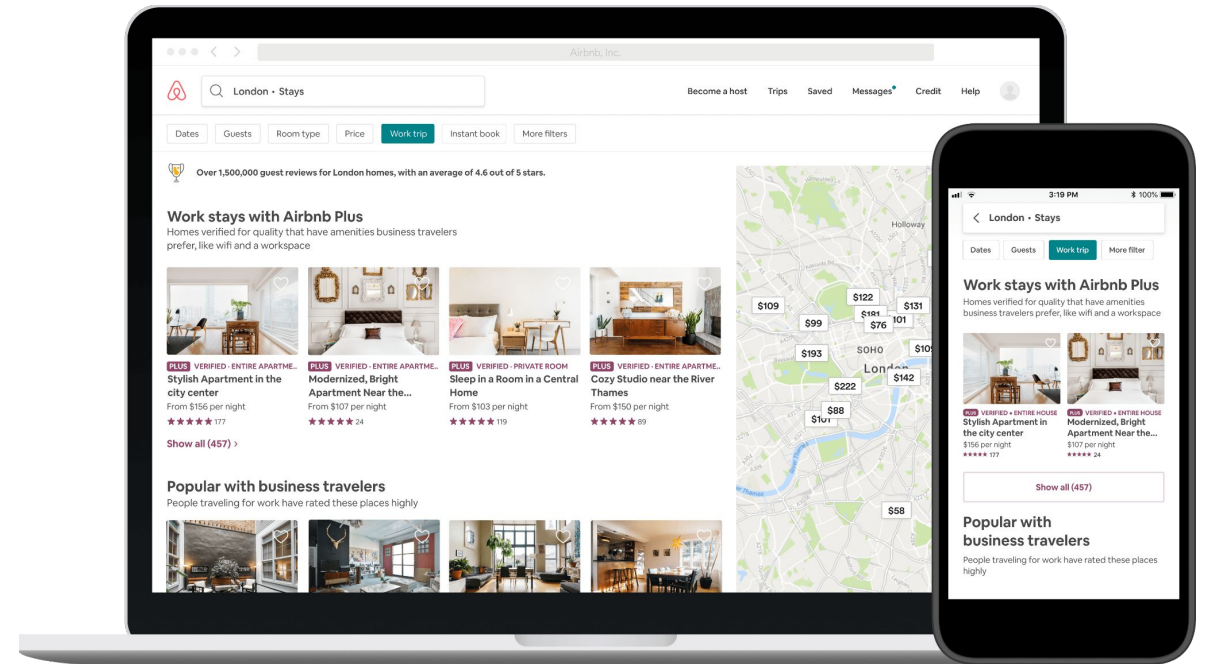 Airbnb, Inc.
London • Stays
Become a host
Trips
Saved
Messages
Credit
Help
Dates
Guests
Room type
Price
Work trip
Instant book
More filters
Over 1,500,000 guest reviews for London homes, with an average of 4.6 out of 5 stars.
Work stays with Airbnb Plus
Homes verified for quality that have amenities business travelers
prefer, like wifi and a workspace
PLUS VERIFIED · ENTIRE APARTME..
Stylish Apartment in the
city center
From $156 per night
177
PLUS VERIFIED · ENTIRE APARTME..
Modernized, Bright
Apartment Near the...
From $107 per night
24
PLUS VERIFIED · PRIVATE ROOM
Sleep in a Room in a Central
Home
From $103 per night
119
PLUS VERIFIED · ENTIRE APARTME..
Cozy Studio near the River
Thames
From $150 per night
89
Show all (457) >
Popular with business travelers
People traveling for work have rated these places highly
Holloway
$109
$122
$131
$181
101
$99
$76
$193
SOHO
$109
London
$142
$222
$88
$101
River Thames
$58
3:19 PM
100%
London • Stays
Dates
Guests
Work trip
More filter
Work stays with Airbnb Plus
Homes verified for quality that have amenities
business travelers prefer, like wifi and a workspace
PLUS VERIFIED • ENTIRE HOUSE
Stylish Apartment in
the city center
$156 per night
177
PLUS VERIFIED • ENTIRE HOUSE
Modernized, Bright
Apartment Near the...
$107 per night
24
Show all (457)
Popular with
business travelers
People traveling for work have rated these places
highly